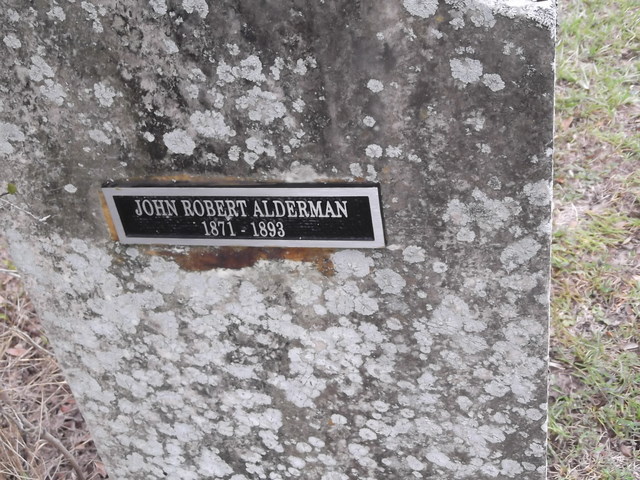 JOHN ROBERT ALDERMAN
1871 - 1893